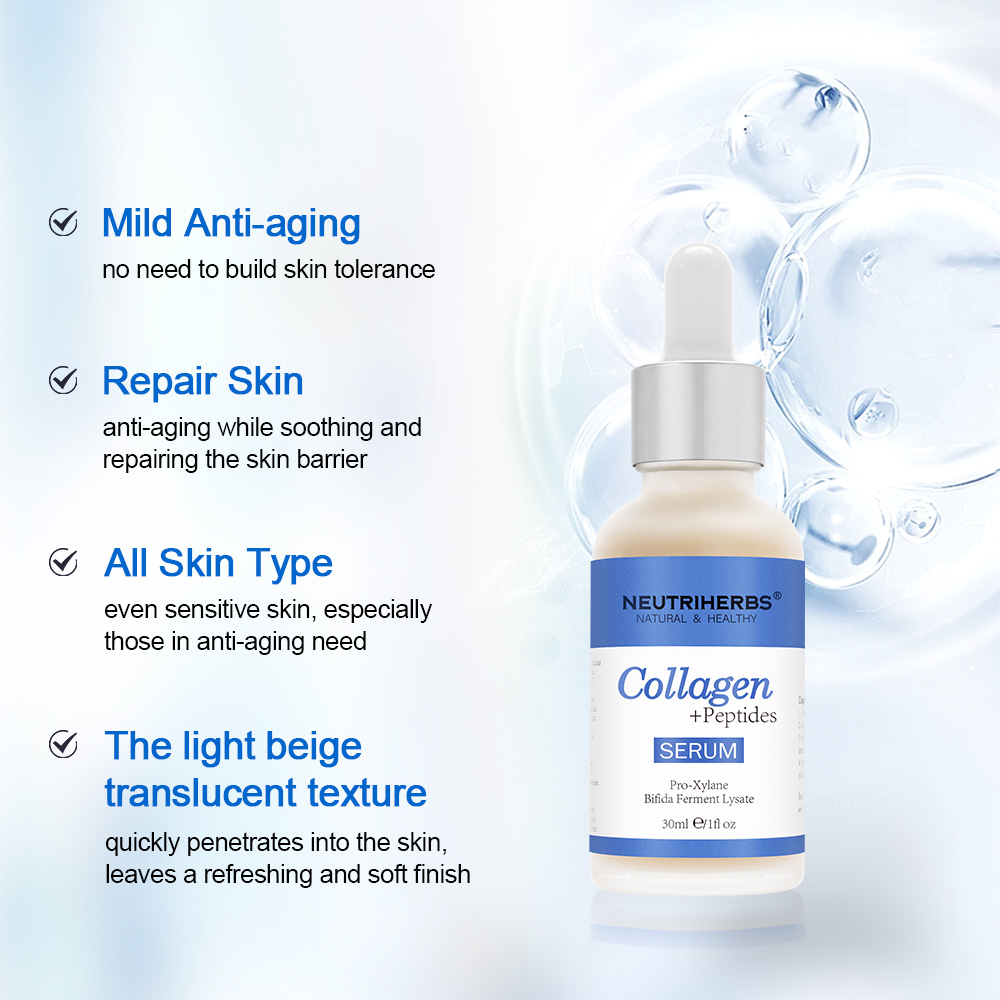 Mild Anti-aging
no need to build skin tolerance
Repair Skin
anti-aging while soothing and
repairing the skin barrier
All Skin Type
even sensitive skin, especially
those in anti-aging need
The light beige
translucent texture
quickly penetrates into the skin,
leaves a refreshing and soft finish
NEUTRIHERBS®
NATURAL & HEALTHY
Collagen
+Peptides
SERUM
Pro-Xylane
Bifida Ferment Lysate
30ml ℮/1fl oz